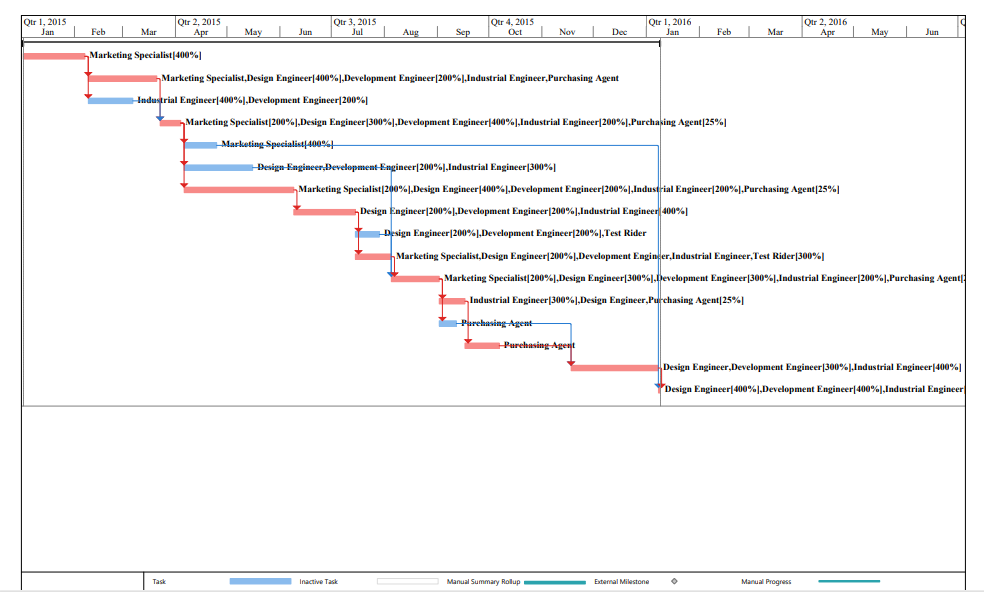 Qtr 1, 2015 Qtr 2, 2015 Qtr 3, 2015 Qtr 4, 2015 Qtr 1, 2016 Qtr 2, 2016 Q
Jan Feb Mar Apr May Jun Jul Aug Sep Oct Nov Dec Jan Feb Mar Apr May Jun
Marketing Specialist[400%]
Marketing Specialist,Design Engineer[400%],Development Engineer[200%],Industrial Engineer,Purchasing Agent
Industrial Engineer[400%],Development Engineer[200%]
Marketing Specialist[200%],Design Engineer[300%],Development Engineer[400%],Industrial Engineer[200%],Purchasing Agent[25%]
Marketing Specialist[400%]
Design Engineer,Development Engineer[200%],Industrial Engineer[300%]
Marketing Specialist[200%],Design Engineer[400%],Development Engineer[200%],Industrial Engineer[200%],Purchasing Agent[25%]
Design Engineer[200%],Development Engineer[200%],Industrial Engineer[400%]
Design Engineer[200%],Development Engineer[200%],Test Rider
Marketing Specialist,Design Engineer[200%],Development Engineer,Industrial Engineer,Test Rider[300%]
Marketing Specialist[200%],Design Engineer[300%],Development Engineer[300%],Industrial Engineer[200%],Purchasing Agent[2
Industrial Engineer[300%],Design Engineer,Purchasing Agent[25%]
Purchasing Agent
Purchasing Agent
Design Engineer,Development Engineer[300%],Industrial Engineer[400%]
Design Engineer[400%],Development Engineer[400%],Industrial Engineer[
Task Inactive Task Manual Summary Rollup External Milestone Manual Progress